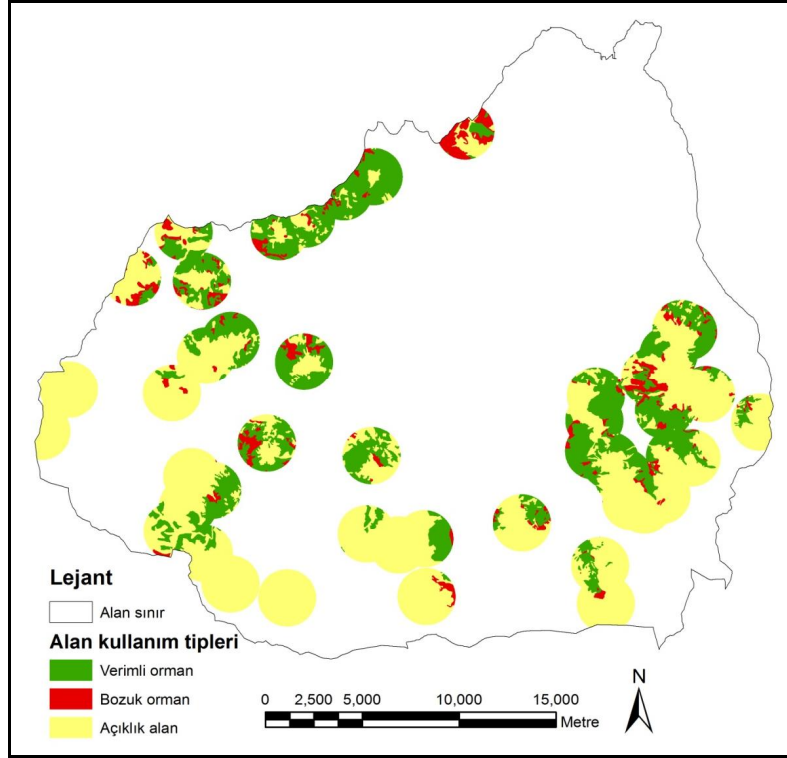 Lejant
Alan sınır
Alan kullanım tipleri
Verimli orman
Bozuk orman
Açıklık alan
0 2,500 5,000 10,000 15,000
Metre
N